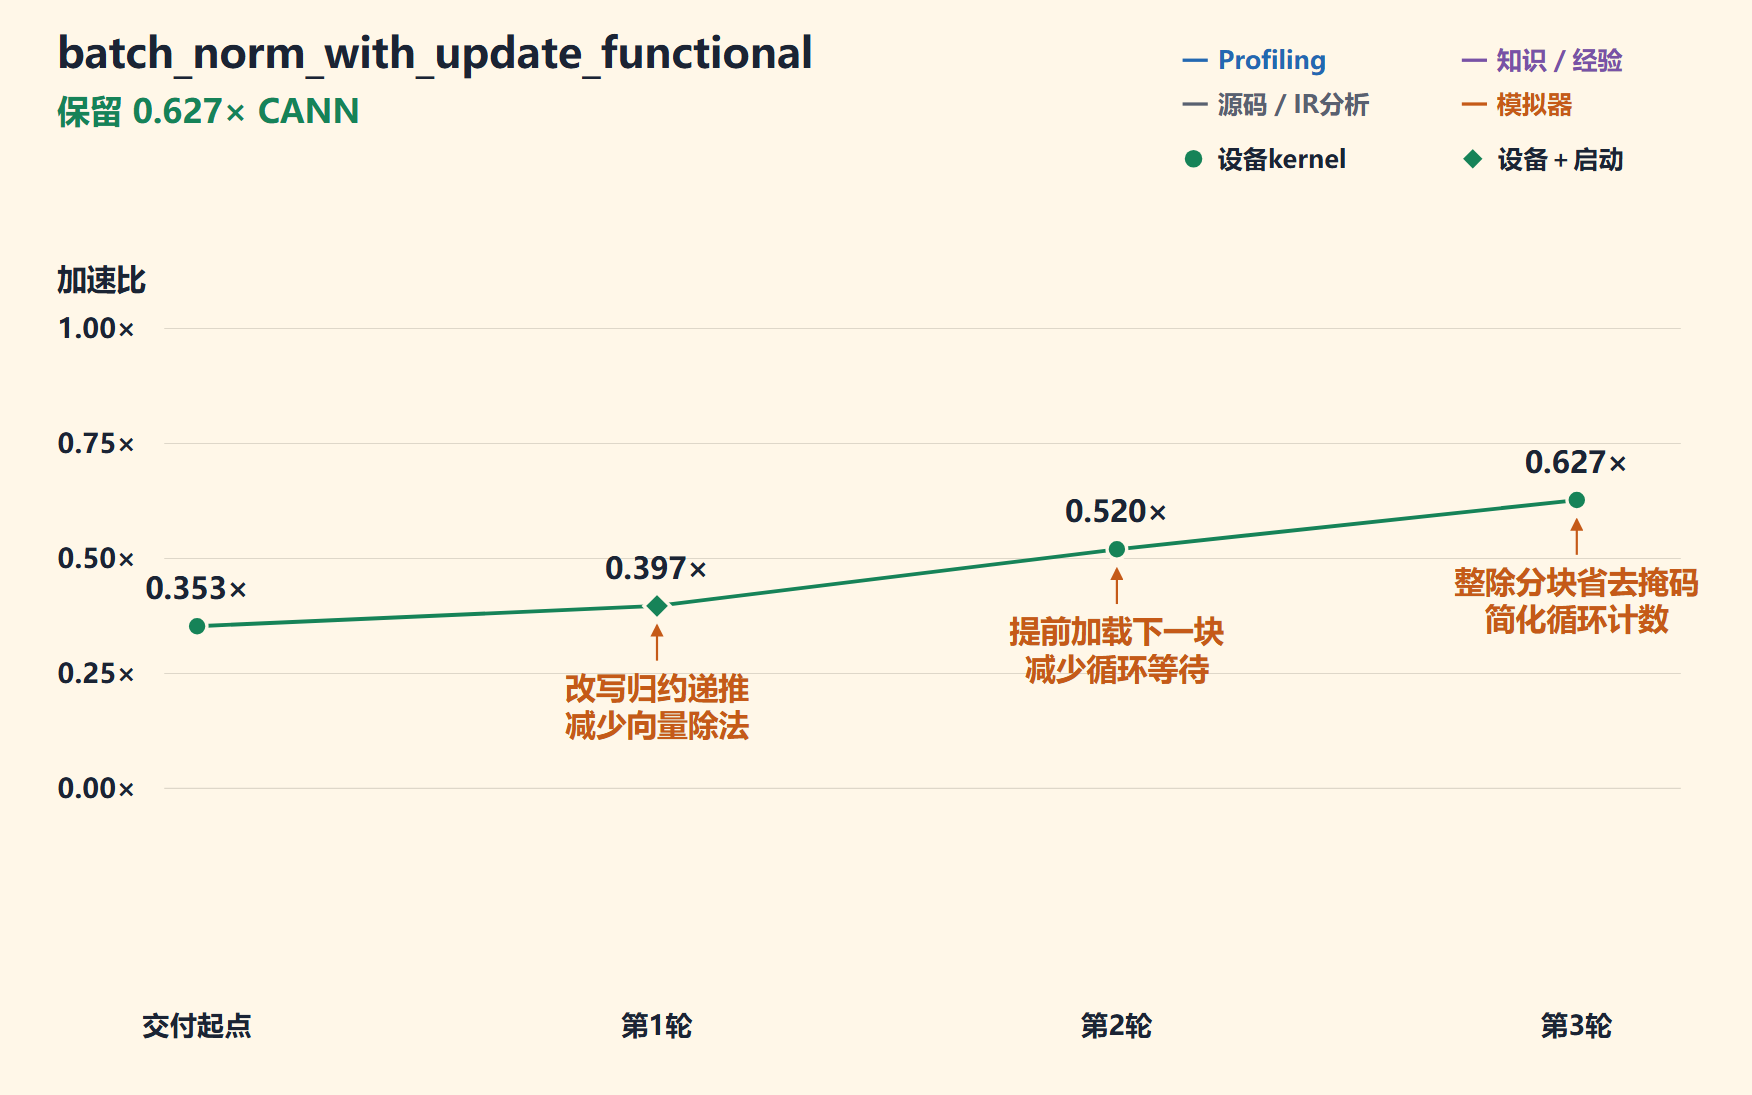 batch_norm_with_update_functional
保留 0.627× CANN
Profiling
知识 / 经验
源码 / IR分析
模拟器
设备kernel
设备 + 启动
加速比
1.00×
0.75×
0.50×
0.25×
0.00×
0.353×
0.397×
0.520×
0.627×
改写归约递推
减少向量除法
提前加载下一块
减少循环等待
整除分块省去掩码
简化循环计数
交付起点
第1轮
第2轮
第3轮